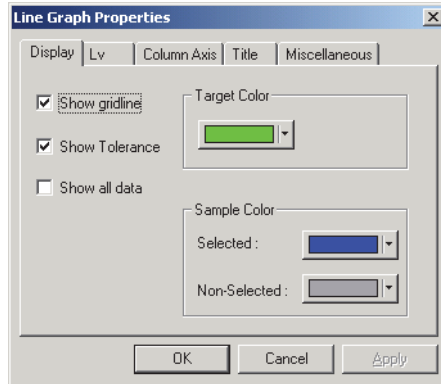 Line Graph Properties
Display Lv Column Axis Title Miscellaneous
Show gridline
Show Tolerance
Show all data
Target Color
Sample Color
Selected :
Non-Selected :
OK Cancel Apply